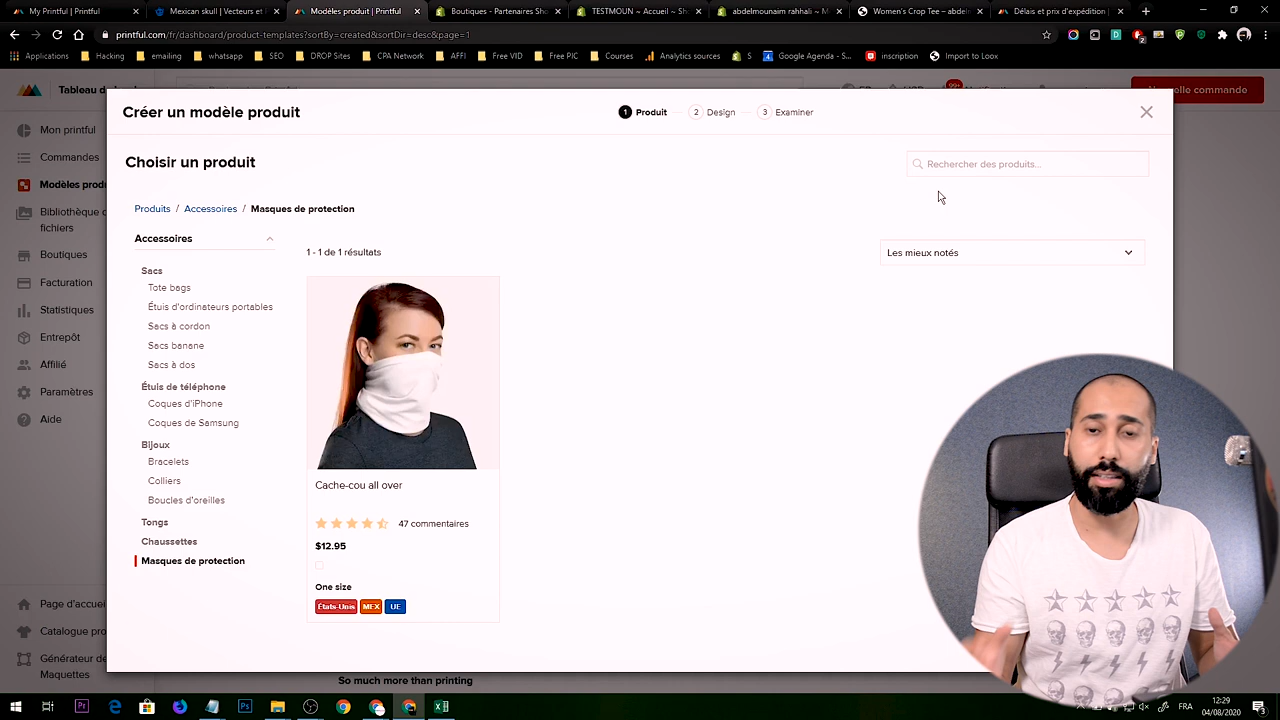 My Printful | Printful
Mexican skull | Vecteurs et
Modèles produit | Printful
Boutiques - Partenaires Sho
TESTMOUN ~ Accueil ~ Sh
abdelmounaim rahhali ~ M
Women's Crop Tee – abdel
Délais et prix d'expédition |
printful.com/fr/dashboard/product-templates?sortBy=created&sortDir=desc&page=1
Applications
Hacking
emailing
whatsapp
SEO
DROP Sites
CPA Network
AFFI
Free VID
Free PIC
Courses
Analytics sources
S
Google Agenda - S...
inscription
Import to Loox
Tableau de
Nouvelle commande
Créer un modèle produit
1 Produit
2 Design
3 Examiner
Mon printful
Commandes
Modèles prod
Bibliothèque d
fichiers
Boutiques
Facturation
Statistiques
Entrepôt
Affilié
Paramètres
Aide
Page d'accuei
Catalogue pro
Générateur de
Maquettes
Choisir un produit
Rechercher des produits...
Produits / Accessoires / Masques de protection
Accessoires
Sacs
Tote bags
Étuis d'ordinateurs portables
Sacs à cordon
Sacs banane
Sacs à dos
Étuis de téléphone
Coques d'iPhone
Coques de Samsung
Bijoux
Bracelets
Colliers
Boucles d'oreilles
Tongs
Chaussettes
Masques de protection
1 - 1 de 1 résultats
Les mieux notés
Cache-cou all over
47 commentaires
$12.95
One size
États-Unis
MEX
UE
So much more than printing
FRA
12:29
04/08/2020